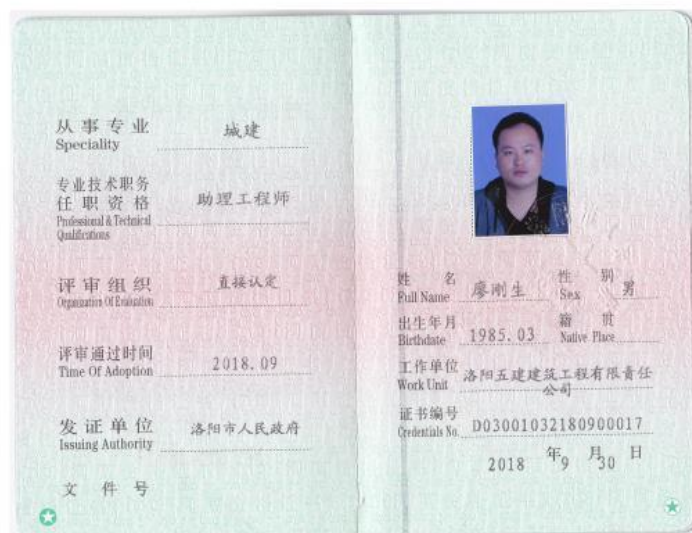 从事专业 城建
Speciality
专业技术职务
任职资格 助理工程师
Professional & Technical
Qualifications
评审组织 直接认定
Organization Of Evaluation
评审通过时间
Time Of Adoption 2018.09
发证单位 洛阳市人民政府
Issuing Authority
文件号
姓名 廖刚生 性别 男
Full Name Sex
出生年月 1985.03 籍贯
Birthdate Native Place
工作单位 洛阳五建建筑工程有限责任
Work Unit 公司
证书编号
Credentials No. D03001032180900017
2018 年 9 月 30 日